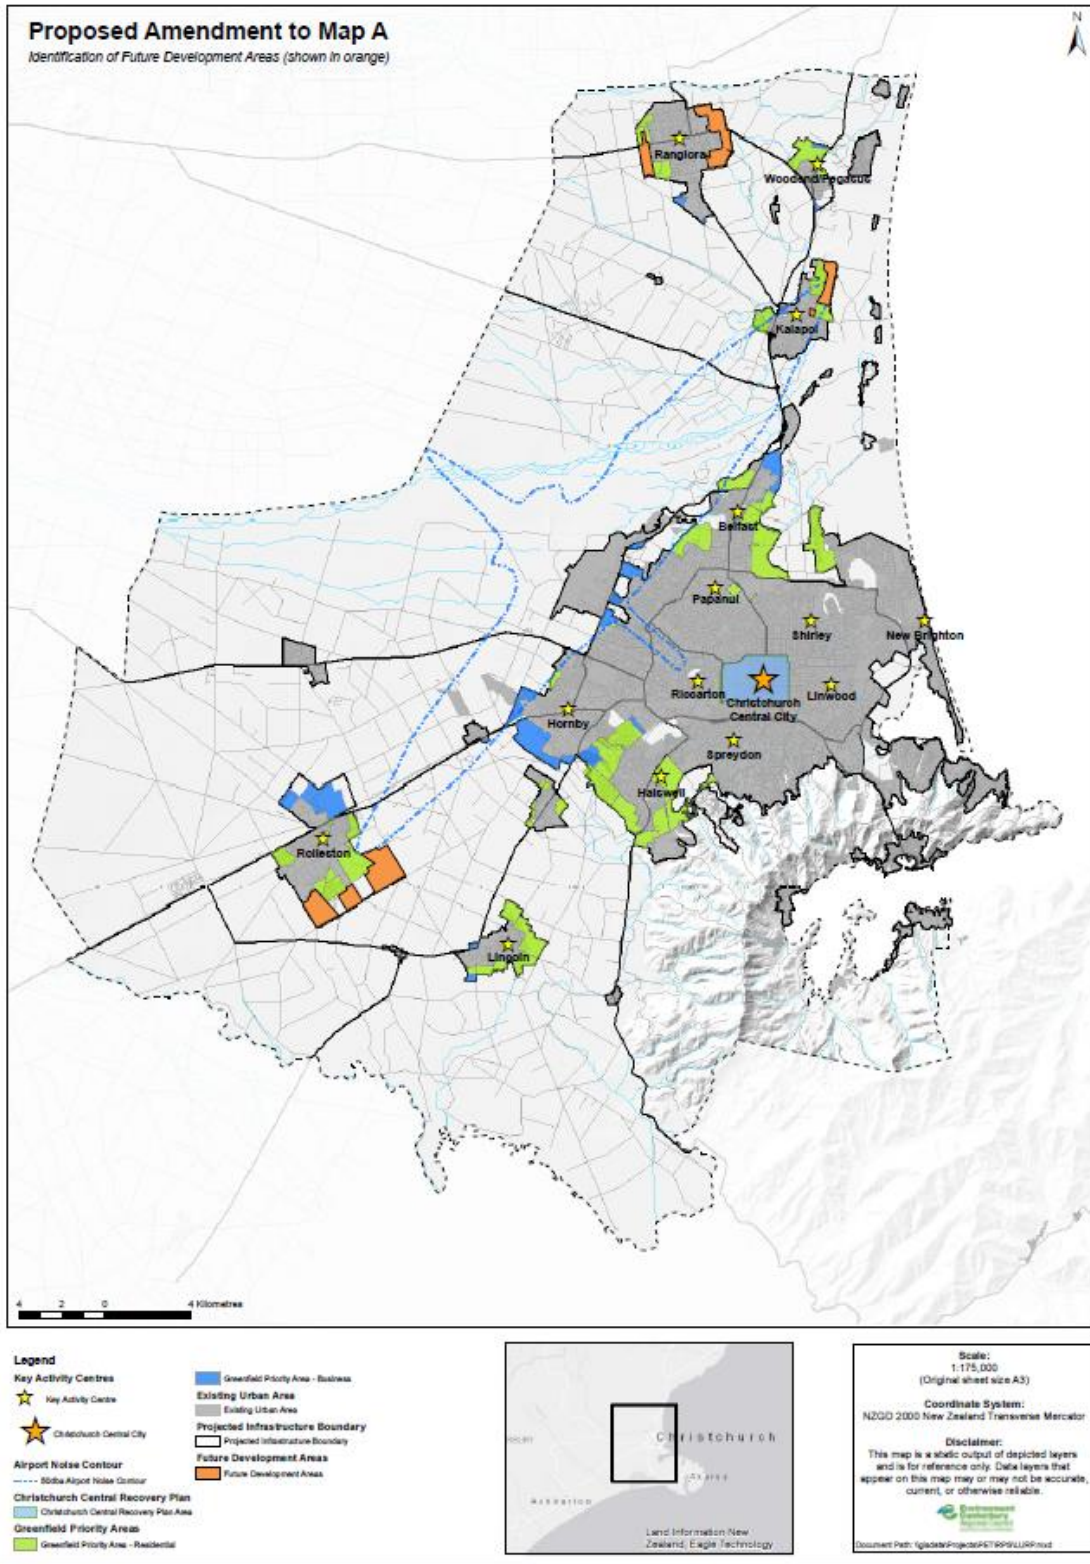 Proposed Amendment to Map A
Identification of Future Development Areas (shown in orange)
N
Rangiora
Woodend/Pegasus
Kaiapoi
Belfast
Papanui
Shirley
New Brighton
Riccarton
Christchurch
Central City
Linwood
Hornby
Spreydon
Halswell
Rolleston
Lincoln
4 2 0 4 Kilometres
Legend
Key Activity Centres
Key Activity Centre
Christchurch Central City
Airport Noise Contour
50dba Airport Noise Contour
Christchurch Central Recovery Plan
Christchurch Central Recovery Plan Area
Greenfield Priority Areas
Greenfield Priority Area - Residential
Greenfield Priority Area - Business
Existing Urban Area
Existing Urban Area
Projected Infrastructure Boundary
Projected Infrastructure Boundary
Future Development Areas
Future Development Areas
Christchurch
Akaroa
Ashburton
Land Information New
Zealand, Eagle Technology
Scale:
1:175,000
(Original sheet size A3)
Coordinate System:
NZGD 2000 New Zealand Transverse Mercator
Disclaimer:
This map is a static output of depicted layers
and is for reference only. Data layers that
appear on this map may or may not be accurate,
current, or otherwise reliable.
Environment
Canterbury
Regional Council
Document Path: